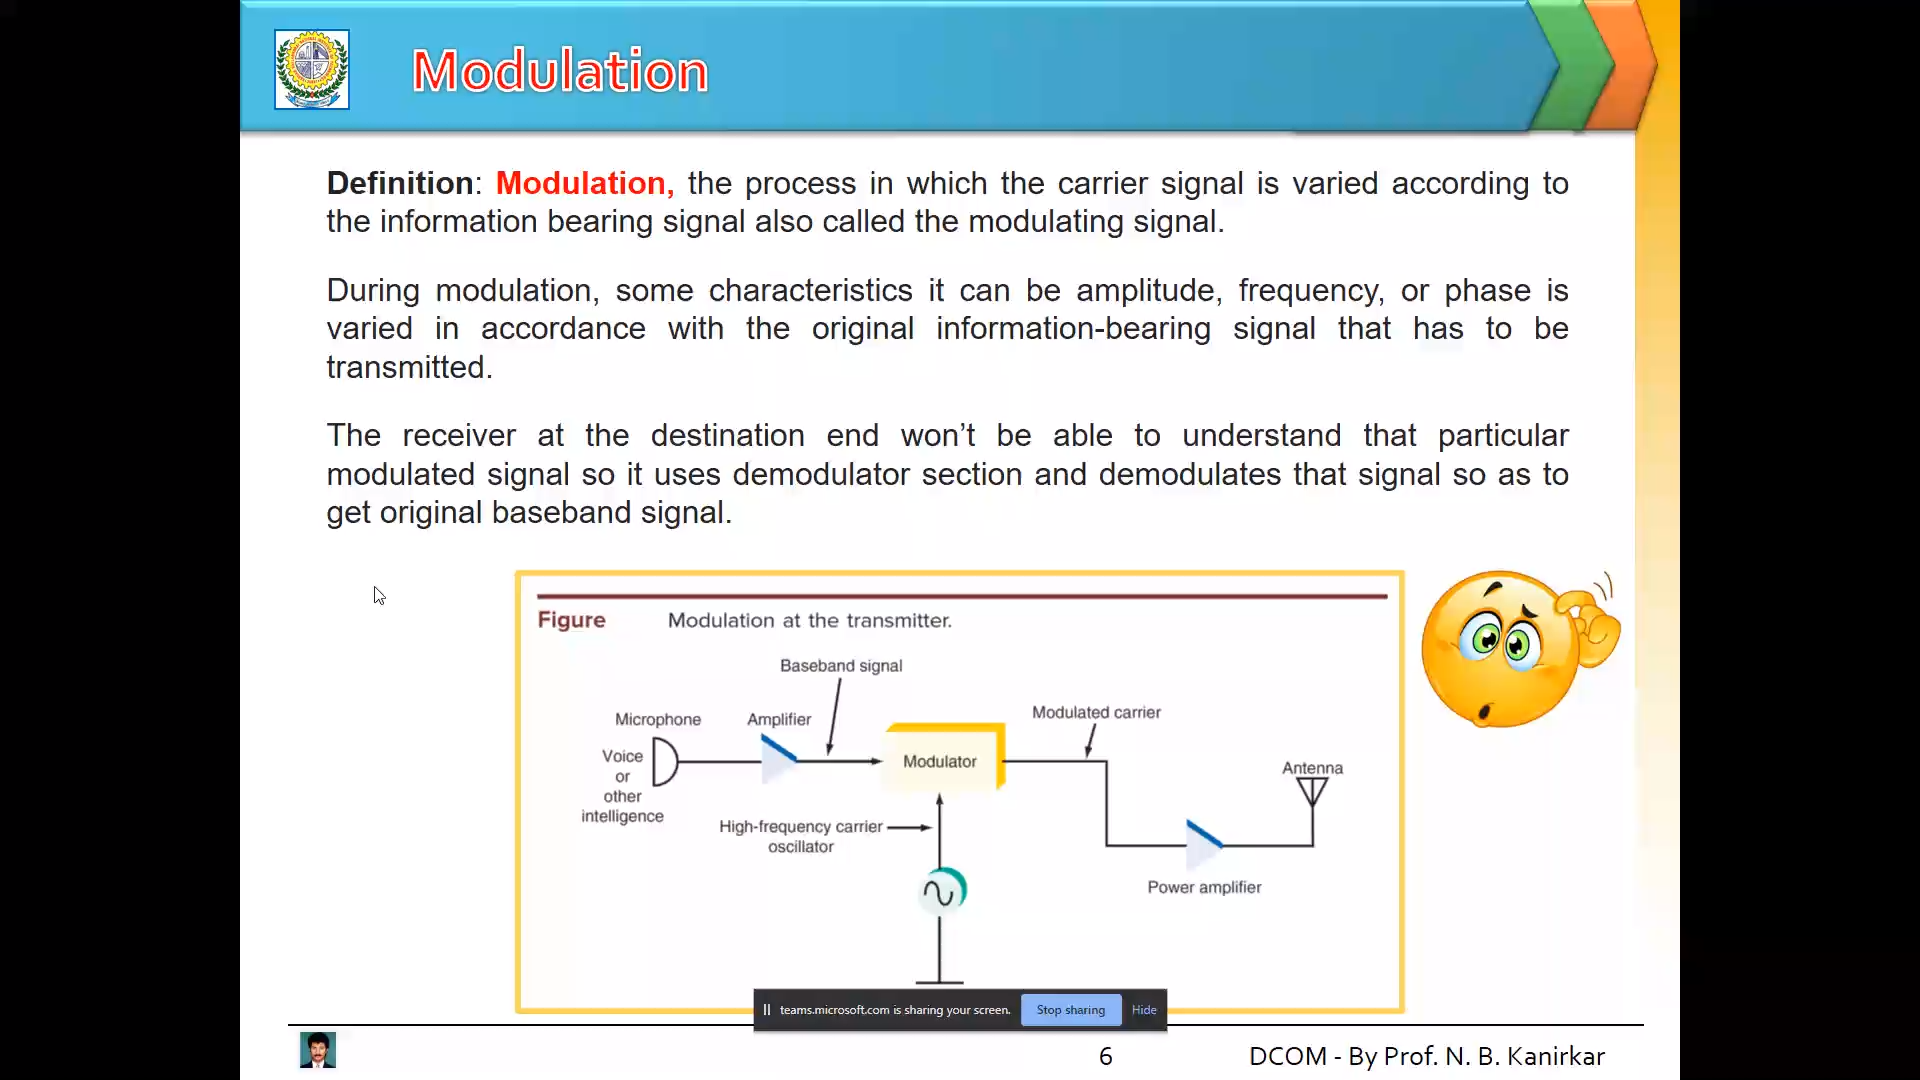 Modulation
Definition: Modulation, the process in which the carrier signal is varied according to
the information bearing signal also called the modulating signal.
During modulation, some characteristics it can be amplitude, frequency, or phase is
varied in accordance with the original information-bearing signal that has to be
transmitted.
The receiver at the destination end won’t be able to understand that particular
modulated signal so it uses demodulator section and demodulates that signal so as to
get original baseband signal.
Figure Modulation at the transmitter.
Baseband signal
Microphone
Amplifier
Modulated carrier
Voice
or
other
intelligence
Modulator
Antenna
High-frequency carrier
oscillator
Power amplifier
teams.microsoft.com is sharing your screen. Stop sharing Hide
6
DCOM - By Prof. N. B. Kanirkar